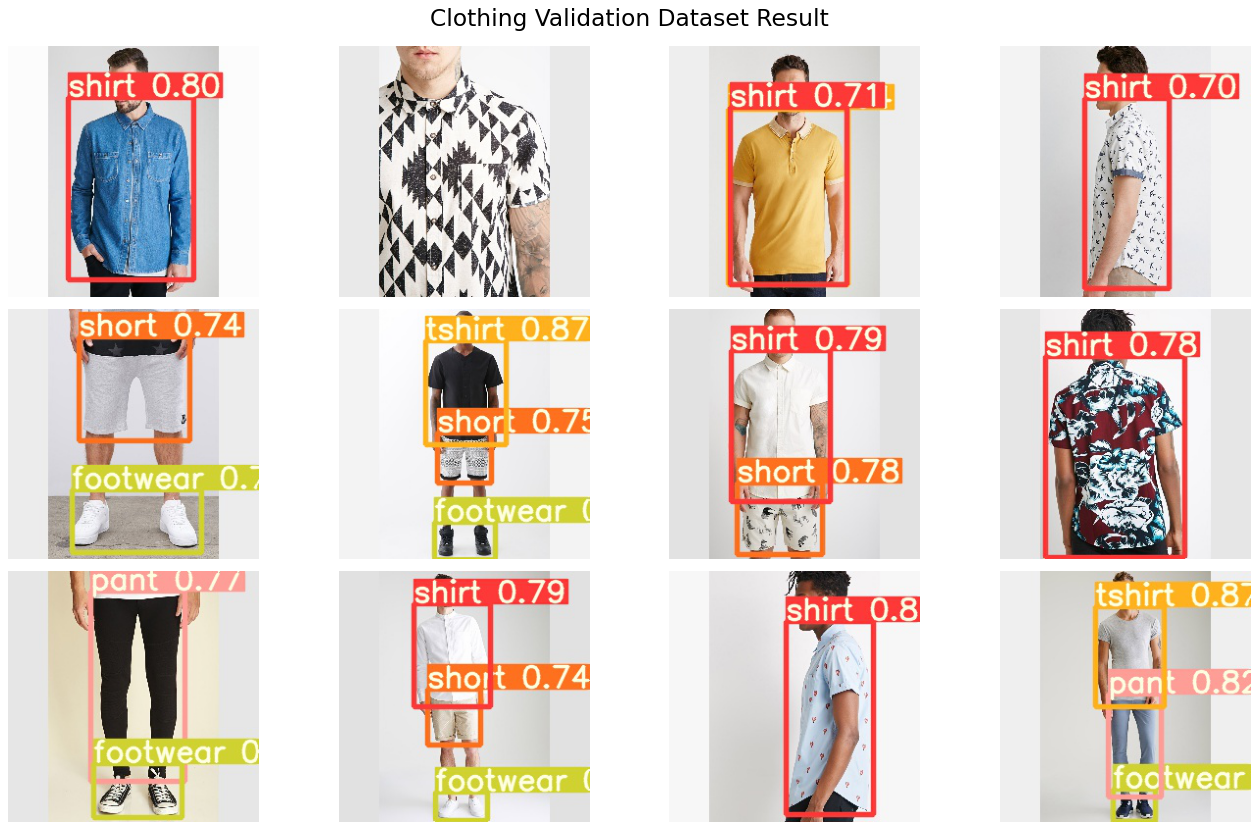 Clothing Validation Dataset Result
shirt 0.80
shirt 0.71
shirt 0.70
short 0.74
footwear 0.7
tshirt 0.87
short 0.75
footwear 0
shirt 0.79
short 0.78
shirt 0.78
pant 0.77
footwear 0
shirt 0.79
short 0.74
footwear 0
shirt 0.8
tshirt 0.87
pant 0.82
footwear